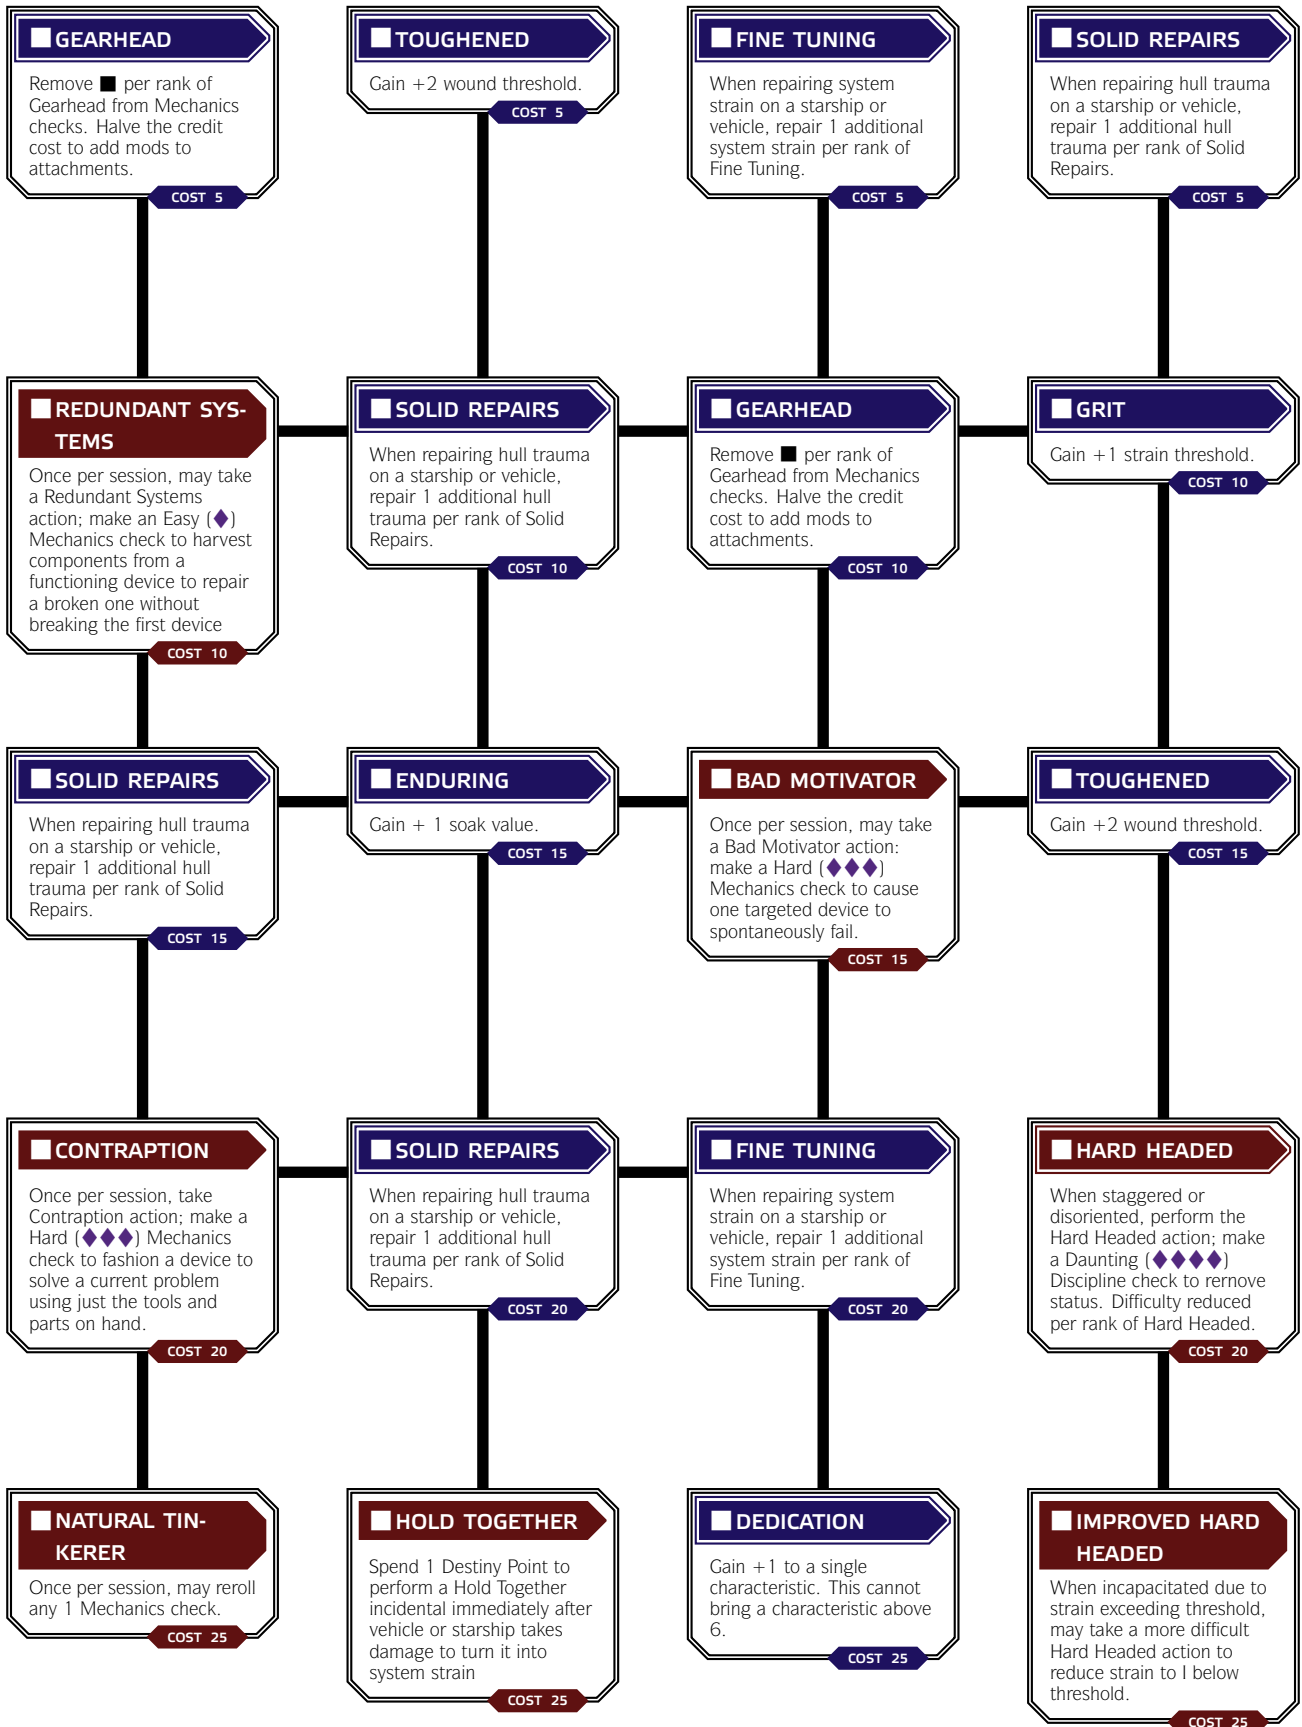 GEARHEAD
Remove ■ per rank of
Gearhead from Mechanics
checks. Halve the credit
cost to add mods to
attachments.
COST 5
TOUGHENED
Gain +2 wound threshold.
COST 5
FINE TUNING
When repairing system
strain on a starship or
vehicle, repair 1 additional
system strain per rank of
Fine Tuning.
COST 5
SOLID REPAIRS
When repairing hull trauma
on a starship or vehicle,
repair 1 additional hull
trauma per rank of Solid
Repairs.
COST 5
REDUNDANT SYS-
TEMS
Once per session, may take
a Redundant Systems
action; make an Easy (♦)
Mechanics check to harvest
components from a
functioning device to repair
a broken one without
breaking the first device
COST 10
SOLID REPAIRS
When repairing hull trauma
on a starship or vehicle,
repair 1 additional hull
trauma per rank of Solid
Repairs.
COST 10
GEARHEAD
Remove ■ per rank of
Gearhead from Mechanics
checks. Halve the credit
cost to add mods to
attachments.
COST 10
GRIT
Gain +1 strain threshold.
COST 10
SOLID REPAIRS
When repairing hull trauma
on a starship or vehicle,
repair 1 additional hull
trauma per rank of Solid
Repairs.
COST 15
ENDURING
Gain + 1 soak value.
COST 15
BAD MOTIVATOR
Once per session, may take
a Bad Motivator action:
make a Hard (♦♦♦)
Mechanics check to cause
one targeted device to
spontaneously fail.
COST 15
TOUGHENED
Gain +2 wound threshold.
COST 15
CONTRAPTION
Once per session, take
Contraption action; make a
Hard (♦♦♦) Mechanics
check to fashion a device to
solve a current problem
using just the tools and
parts on hand.
COST 20
SOLID REPAIRS
When repairing hull trauma
on a starship or vehicle,
repair 1 additional hull
trauma per rank of Solid
Repairs.
COST 20
FINE TUNING
When repairing system
strain on a starship or
vehicle, repair 1 additional
system strain per rank of
Fine Tuning.
COST 20
HARD HEADED
When staggered or
disoriented, perform the
Hard Headed action; make
a Daunting (♦♦♦♦)
Discipline check to rernove
status. Difficulty reduced
per rank of Hard Headed.
COST 20
NATURAL TIN-
KERER
Once per session, may reroll
any 1 Mechanics check.
COST 25
HOLD TOGETHER
Spend 1 Destiny Point to
perform a Hold Together
incidental immediately after
vehicle or starship takes
damage to turn it into
system strain
COST 25
DEDICATION
Gain +1 to a single
characteristic. This cannot
bring a characteristic above
6.
COST 25
IMPROVED HARD
HEADED
When incapacitated due to
strain exceeding threshold,
may take a more difficult
Hard Headed action to
reduce strain to I below
threshold.
COST 25